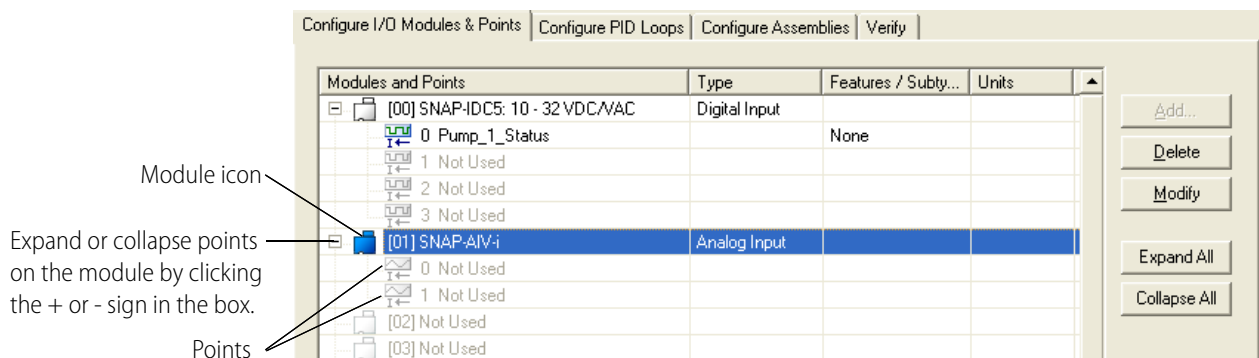 Configure I/O Modules & Points Configure PID Loops Configure Assemblies Verify
Modules and Points Type Features / Subty... Units
[00] SNAP-IDC5: 10 - 32 VDC/VAC Digital Input
0 Pump_1_Status None
1 Not Used
2 Not Used
3 Not Used
[01] SNAP-AIV-i Analog Input
0 Not Used
1 Not Used
[02] Not Used
[03] Not Used
Add...
Delete
Modify
Expand All
Collapse All
Module icon
Expand or collapse points
on the module by clicking
the + or - sign in the box.
Points